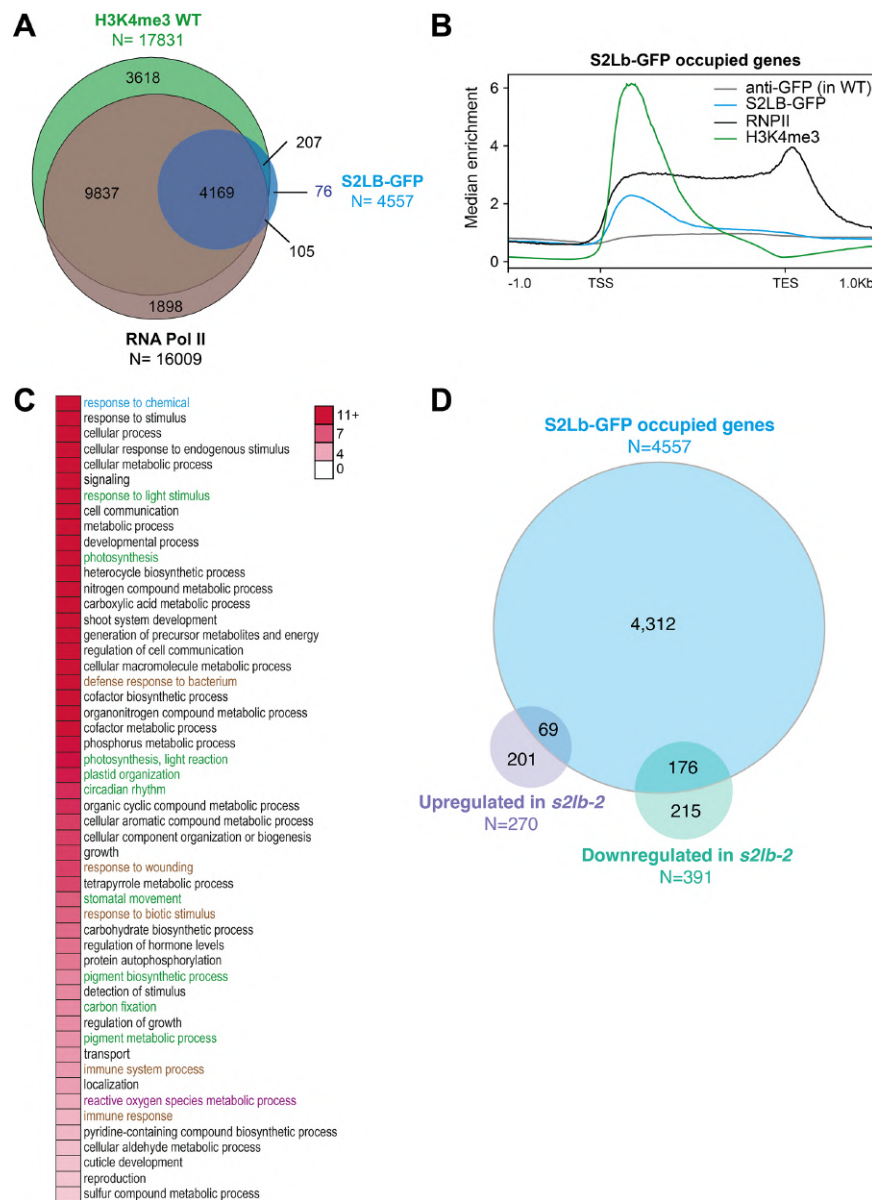 A
H3K4me3 WT
N= 17831
3618
207
9837
4169
76
S2LB-GFP
N= 4557
105
1898
RNA Pol II
N= 16009
B
S2Lb-GFP occupied genes
anti-GFP (in WT)
S2LB-GFP
RNPII
H3K4me3
Median enrichment
6
4
2
0
-1.0
TSS
TES
1.0Kb
C
response to chemical
response to stimulus
cellular process
cellular response to endogenous stimulus
cellular metabolic process
signaling
response to light stimulus
cell communication
metabolic process
developmental process
photosynthesis
heterocycle biosynthetic process
nitrogen compound metabolic process
carboxylic acid metabolic process
shoot system development
generation of precursor metabolites and energy
regulation of cell communication
cellular macromolecule metabolic process
defense response to bacterium
cofactor biosynthetic process
organonitrogen compound metabolic process
cofactor metabolic process
phosphorus metabolic process
photosynthesis, light reaction
plastid organization
circadian rhythm
organic cyclic compound metabolic process
cellular aromatic compound metabolic process
cellular component organization or biogenesis
growth
response to wounding
tetrapyrrole metabolic process
stomatal movement
response to biotic stimulus
carbohydrate biosynthetic process
regulation of hormone levels
protein autophosphorylation
pigment biosynthetic process
detection of stimulus
carbon fixation
regulation of growth
pigment metabolic process
transport
immune system process
localization
reactive oxygen species metabolic process
immune response
pyridine-containing compound biosynthetic process
cellular aldehyde metabolic process
cuticle development
reproduction
sulfur compound metabolic process
11+
7
4
0
D
S2Lb-GFP occupied genes
N=4557
4,312
69
201
176
215
Upregulated in s2lb-2
N=270
Downregulated in s2lb-2
N=391